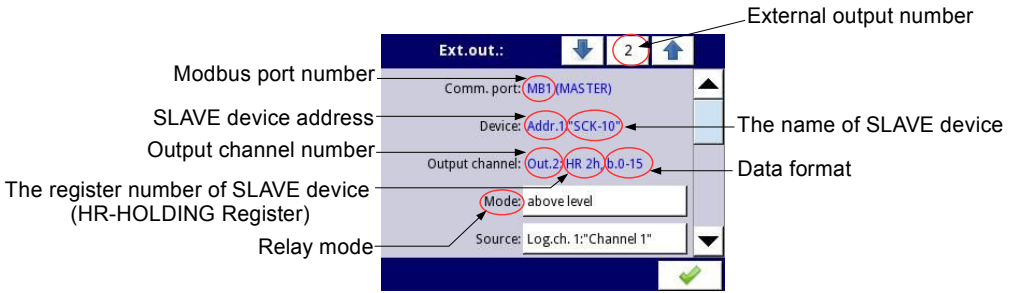 External output number
Ext.out.: 2
Modbus port number
Comm. port: MB1 (MASTER)
SLAVE device address
Device: Addr.1 "SCK-10"
The name of SLAVE device
Output channel number
Output channel: Out.2; HR 2h, b.0-15
Data format
The register number of SLAVE device
(HR-HOLDING Register)
Mode: above level
Relay mode
Source: Log.ch. 1:"Channel 1"